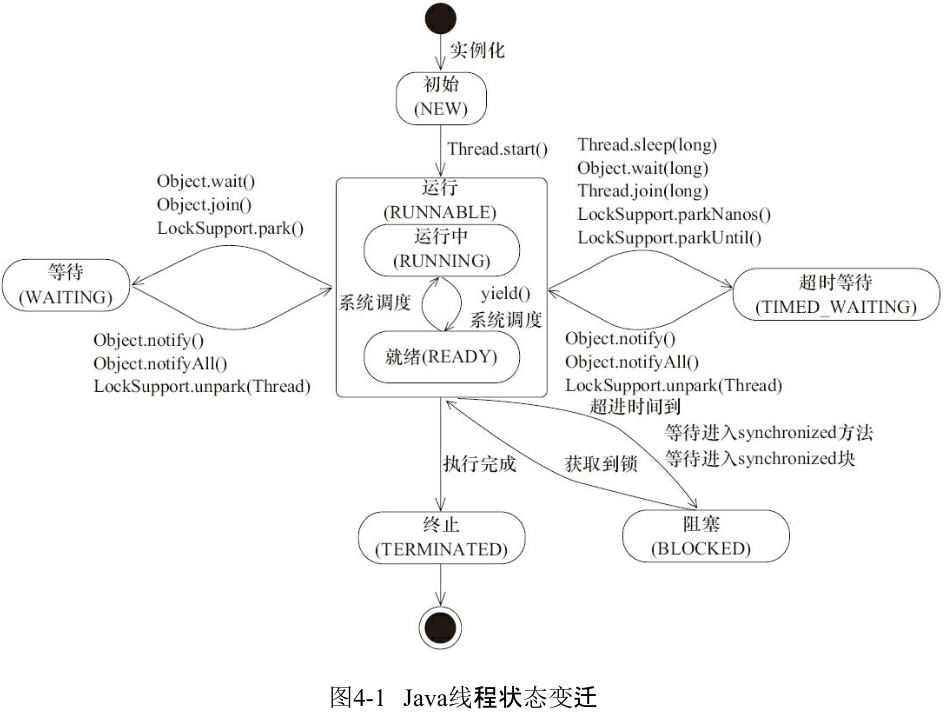 实例化
初始
(NEW)
Thread.start()
Object.wait()
Object.join()
LockSupport.park()
Thread.sleep(long)
Object.wait(long)
Thread.join(long)
LockSupport.parkNanos()
LockSupport.parkUntil()
运行
(RUNNABLE)
运行中
(RUNNING)
等待
(WAITING)
超时等待
(TIMED_WAITING)
系统调度
yield()
系统调度
就绪(READY)
Object.notify()
Object.notifyAll()
LockSupport.unpark(Thread)
Object.notify()
Object.notifyAll()
LockSupport.unpark(Thread)
超进时间到
等待进入synchronized方法
等待进入synchronized块
执行完成
获取到锁
终止
(TERMINATED)
阻塞
(BLOCKED)
图4-1 Java线程状态变迁